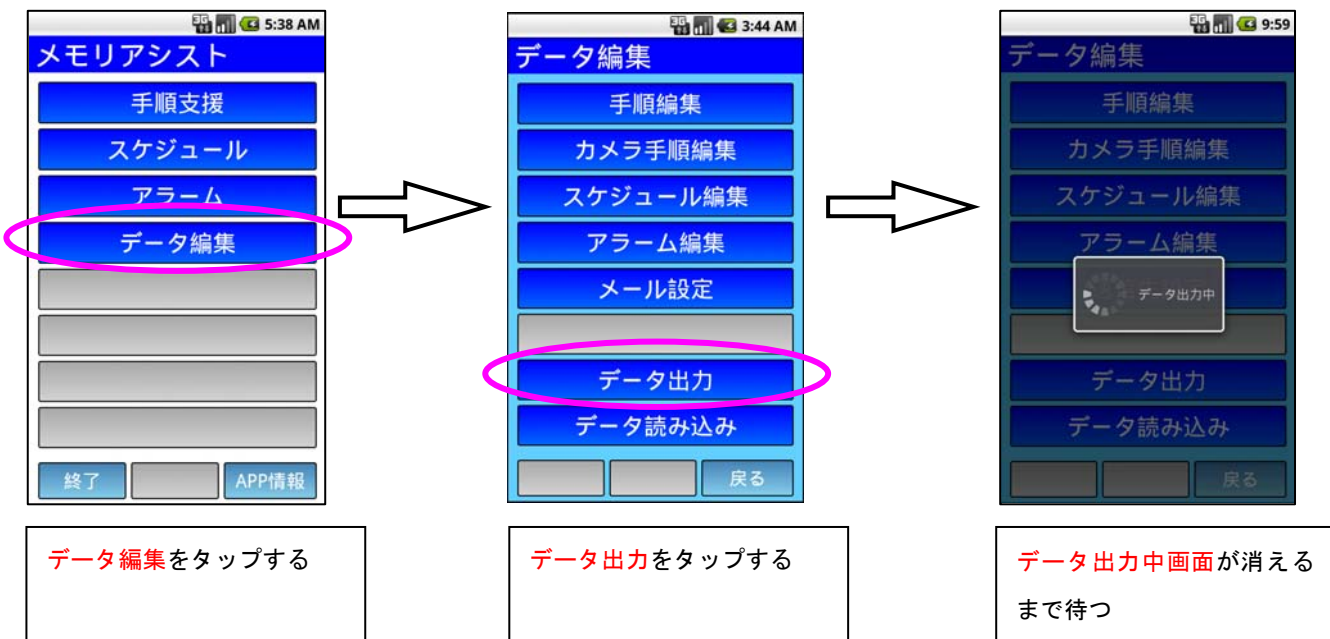 5:38 AM
メモリアシスト
手順支援
スケジュール
アラーム
データ編集
終了
APP情報
データ編集をタップする
3:44 AM
データ編集
手順編集
カメラ手順編集
スケジュール編集
アラーム編集
メール設定
データ出力
データ読み込み
戻る
データ出力をタップする
9:59
データ編集
手順編集
カメラ手順編集
スケジュール編集
アラーム編集
データ出力中
データ出力
データ読み込み
戻る
データ出力中画面が消える
まで待つ